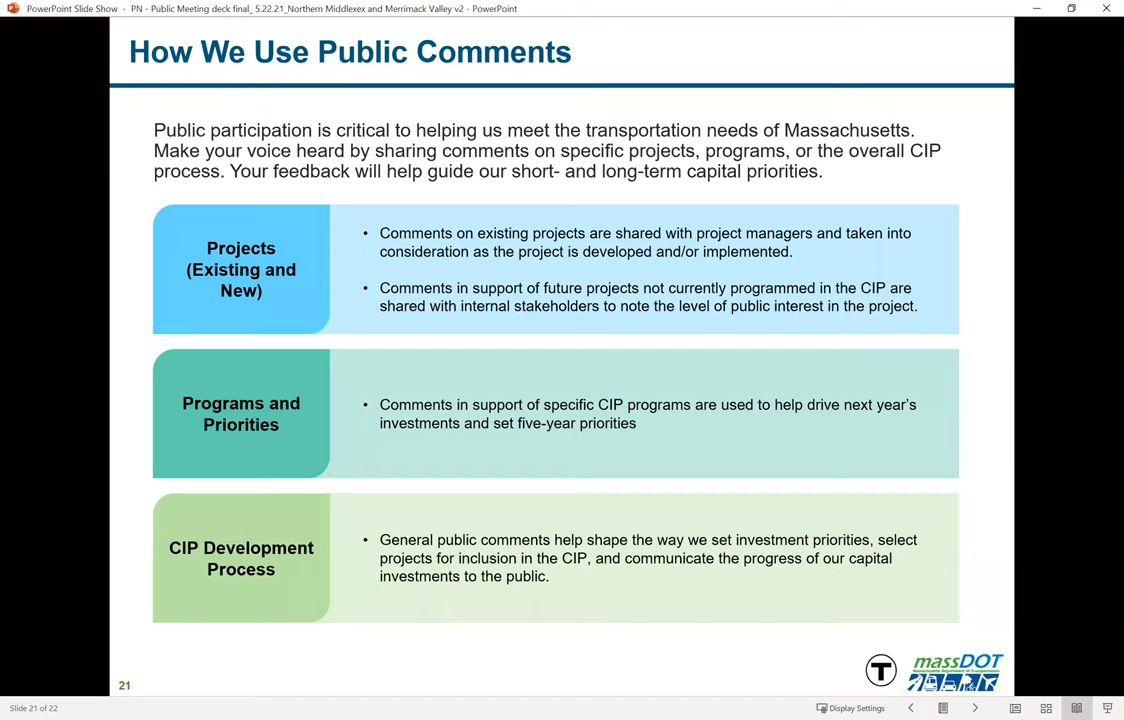 PowerPoint Slide Show - PN - Public Meeting deck final_ 5.22.21_Northern Middlexex and Merrimack Valley v2 - PowerPoint
How We Use Public Comments
Public participation is critical to helping us meet the transportation needs of Massachusetts.
Make your voice heard by sharing comments on specific projects, programs, or the overall CIP
process. Your feedback will help guide our short- and long-term capital priorities.
Projects
(Existing and
New)
• Comments on existing projects are shared with project managers and taken into
consideration as the project is developed and/or implemented.
• Comments in support of future projects not currently programmed in the CIP are
shared with internal stakeholders to note the level of public interest in the project.
Programs and
Priorities
• Comments in support of specific CIP programs are used to help drive next year's
investments and set five-year priorities
CIP Development
Process
• General public comments help shape the way we set investment priorities, select
projects for inclusion in the CIP, and communicate the progress of our capital
investments to the public.
21
T
massDOT
Massachusetts Department of Transportation
Slide 21 of 22
Display Settings